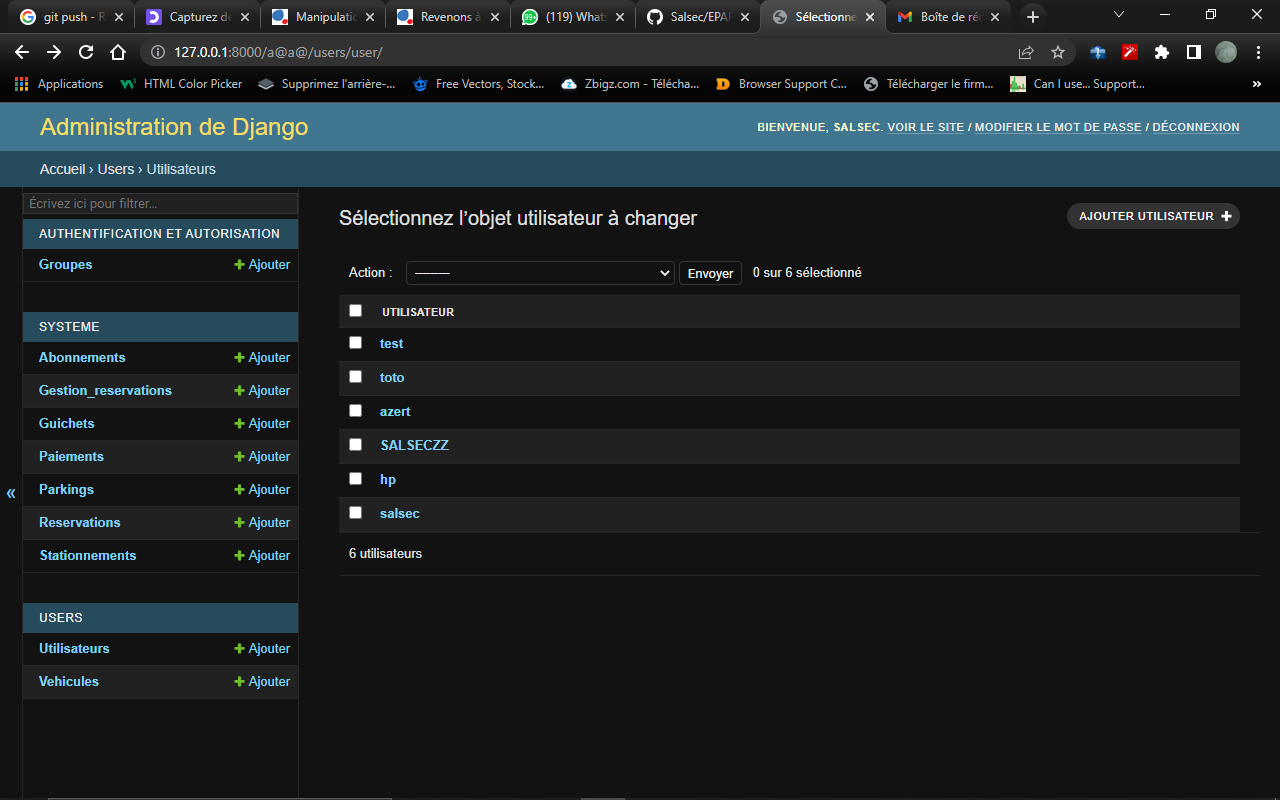 git push - R
Capturez de
Manipulatio
Revenons à
(119) Whats
Salsec/EPAP
Sélectionne
Boîte de réc
127.0.0.1:8000/a@a@/users/user/
Applications
HTML Color Picker
Supprimez l'arrière-...
Free Vectors, Stock...
Zbigz.com - Télécha...
Browser Support C...
Télécharger le firm...
Can I use... Support...
»
Administration de Django
BIENVENUE, SALSEC. VOIR LE SITE / MODIFIER LE MOT DE PASSE / DÉCONNEXION
Accueil › Users › Utilisateurs
Écrivez ici pour filtrer…
AUTHENTIFICATION ET AUTORISATION
Groupes
Ajouter
SYSTEME
Abonnements
Ajouter
Gestion_reservations
Ajouter
Guichets
Ajouter
Paiements
Ajouter
Parkings
Ajouter
Reservations
Ajouter
Stationnements
Ajouter
USERS
Utilisateurs
Ajouter
Vehicules
Ajouter
«
Sélectionnez l’objet utilisateur à changer
AJOUTER UTILISATEUR
Action :
---------
Envoyer
0 sur 6 sélectionné
UTILISATEUR
test
toto
azert
SALSECZZ
hp
salsec
6 utilisateurs